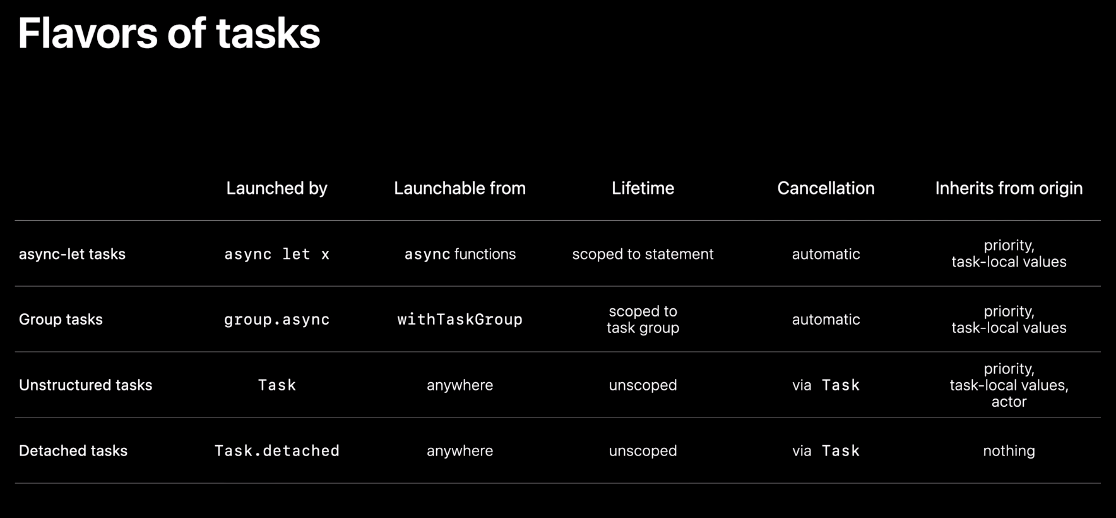 Flavors of tasks
Launched by Launchable from Lifetime Cancellation Inherits from origin
async-let tasks async let x async functions scoped to statement automatic priority, task-local values
Group tasks group.async withTaskGroup scoped to task group automatic priority, task-local values
Unstructured tasks Task anywhere unscoped via Task priority, task-local values, actor
Detached tasks Task.detached anywhere unscoped via Task nothing